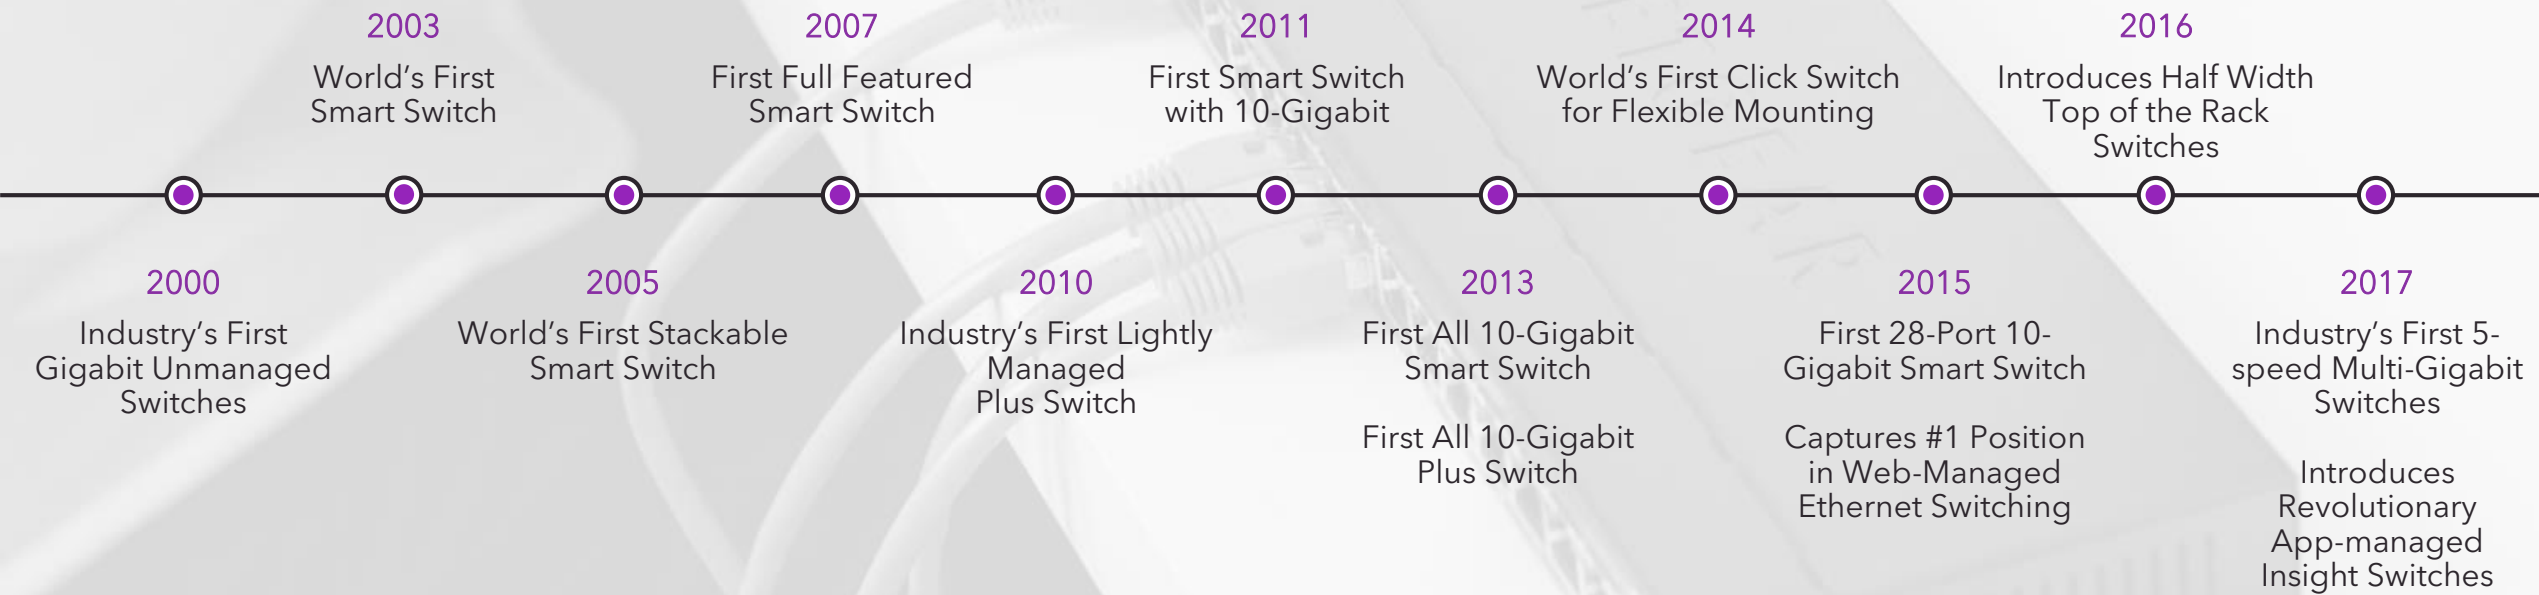 2003
World's First
Smart Switch
2007
First Full Featured
Smart Switch
2011
First Smart Switch
with 10-Gigabit
2014
World's First Click Switch
for Flexible Mounting
2016
Introduces Half Width
Top of the Rack
Switches
2000
Industry's First
Gigabit Unmanaged
Switches
2005
World's First Stackable
Smart Switch
2010
Industry's First Lightly
Managed
Plus Switch
2013
First All 10-Gigabit
Smart Switch
First All 10-Gigabit
Plus Switch
2015
First 28-Port 10-
Gigabit Smart Switch
Captures #1 Position
in Web-Managed
Ethernet Switching
2017
Industry's First 5-
speed Multi-Gigabit
Switches
Introduces
Revolutionary
App-managed
Insight Switches